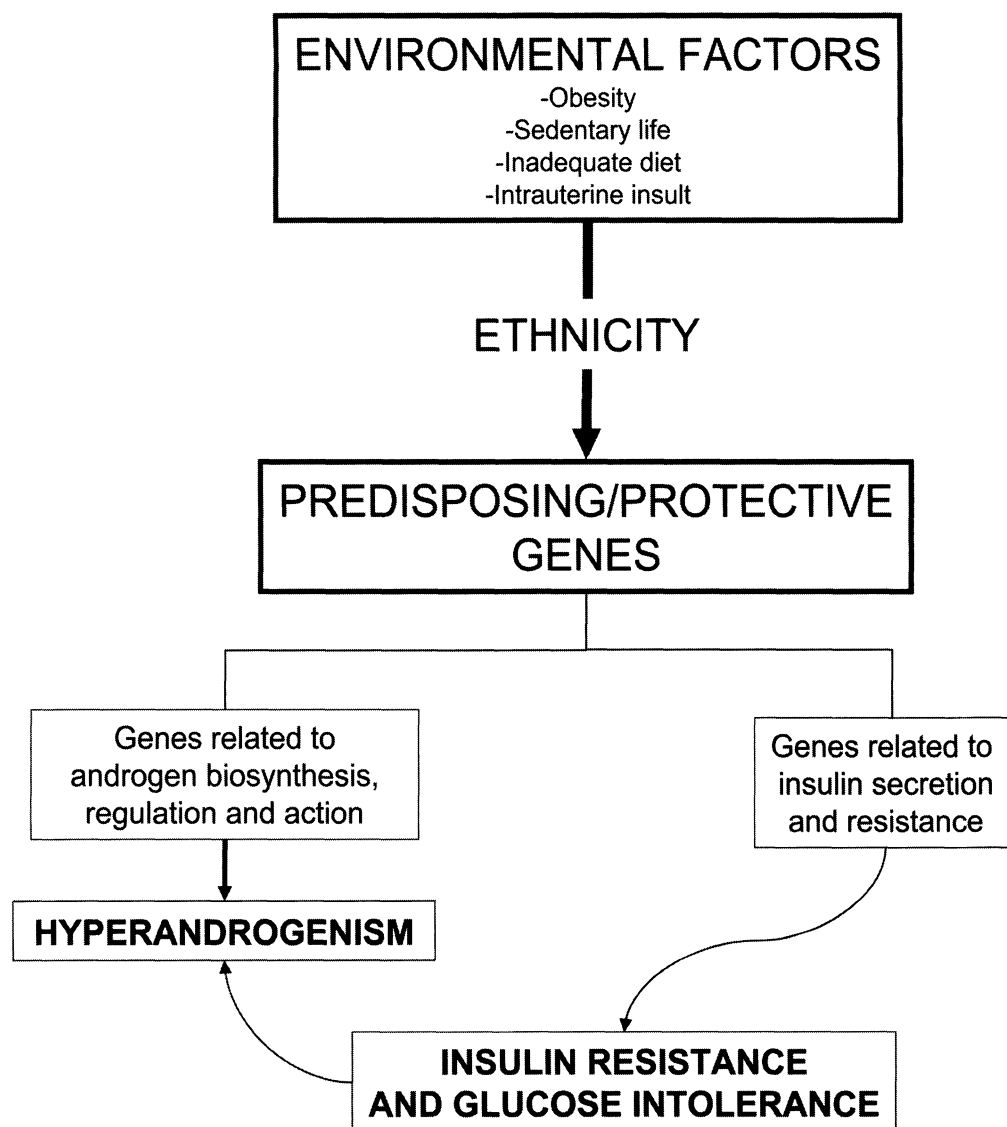 ENVIRONMENTAL FACTORS
-Obesity
-Sedentary life
-Inadequate diet
-Intrauterine insult
ETHNICITY
PREDISPOSING/PROTECTIVE
GENES
Genes related to
androgen biosynthesis,
regulation and action
Genes related to
insulin secretion
and resistance
HYPERANDROGENISM
INSULIN RESISTANCE
AND GLUCOSE INTOLERANCE